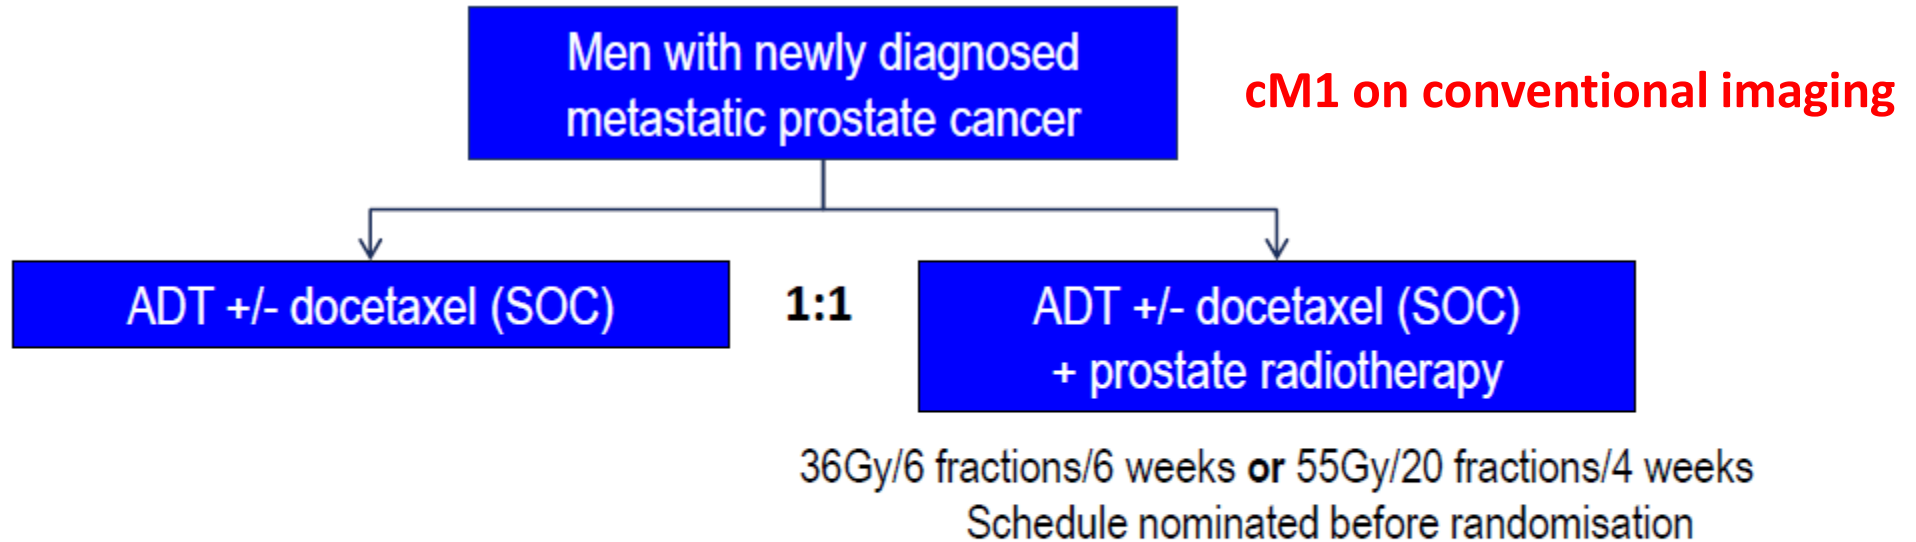 Men with newly diagnosed
metastatic prostate cancer
cM1 on conventional imaging
ADT +/- docetaxel (SOC)
1:1
ADT +/- docetaxel (SOC)
+ prostate radiotherapy
36Gy/6 fractions/6 weeks or 55Gy/20 fractions/4 weeks
Schedule nominated before randomisation